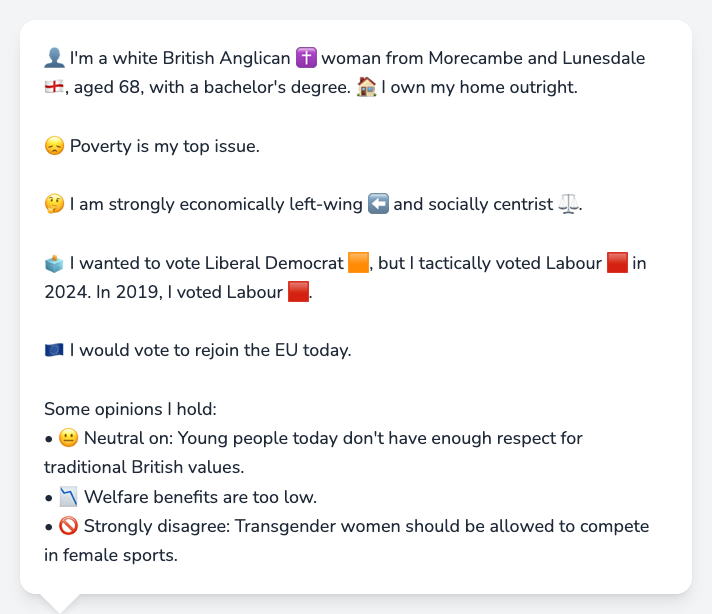 👤 I'm a white British Anglican ✝️ woman from Morecambe and Lunesdale
🏴󠁧󠁢󠁥󠁮󠁧󠁿, aged 68, with a bachelor's degree. 🏠 I own my home outright.
😞 Poverty is my top issue.
🤔 I am strongly economically left-wing ⬅️ and socially centrist ⚖️.
🗳️ I wanted to vote Liberal Democrat 🟧, but I tactically voted Labour 🟥 in
2024. In 2019, I voted Labour 🟥.
🇪🇺 I would vote to rejoin the EU today.
Some opinions I hold:
• 😐 Neutral on: Young people today don't have enough respect for
traditional British values.
• 📉 Welfare benefits are too low.
• 🚫 Strongly disagree: Transgender women should be allowed to compete
in female sports.